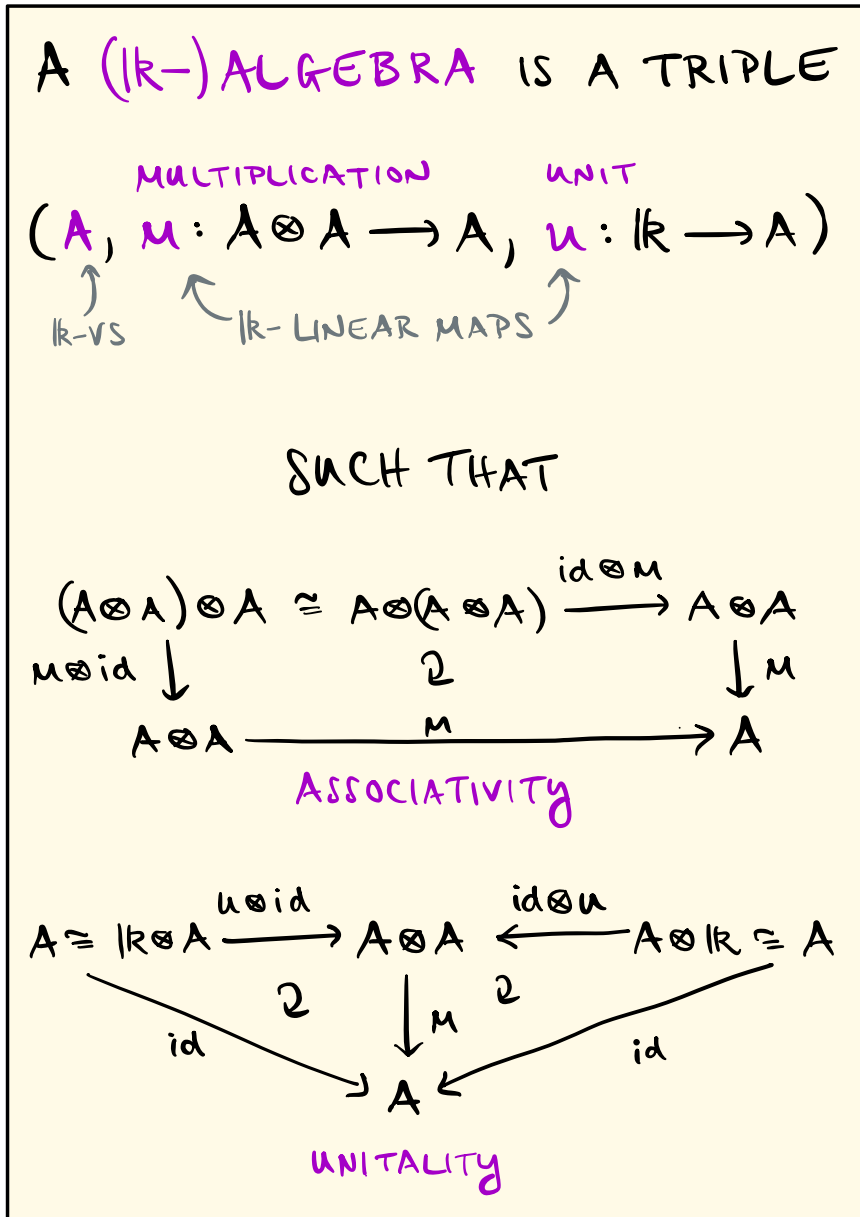 A (𝕜-)ALGEBRA IS A TRIPLE
MULTIPLICATION UNIT
(A, M : A ⊗ A ⟶ A, u : 𝕜 ⟶ A)
𝕜-VS 𝕜-LINEAR MAPS
SUCH THAT
id ⊗ M
(A ⊗ A) ⊗ A ≃ A ⊗ (A ⊗ A) ⟶ A ⊗ A
M ⊗ id M
M
A ⊗ A ⟶ A
ASSOCIATIVITY
u ⊗ id id ⊗ u
A ≃ 𝕜 ⊗ A ⟶ A ⊗ A ⟵ A ⊗ 𝕜 ≃ A
M
id id
A
UNITALITY